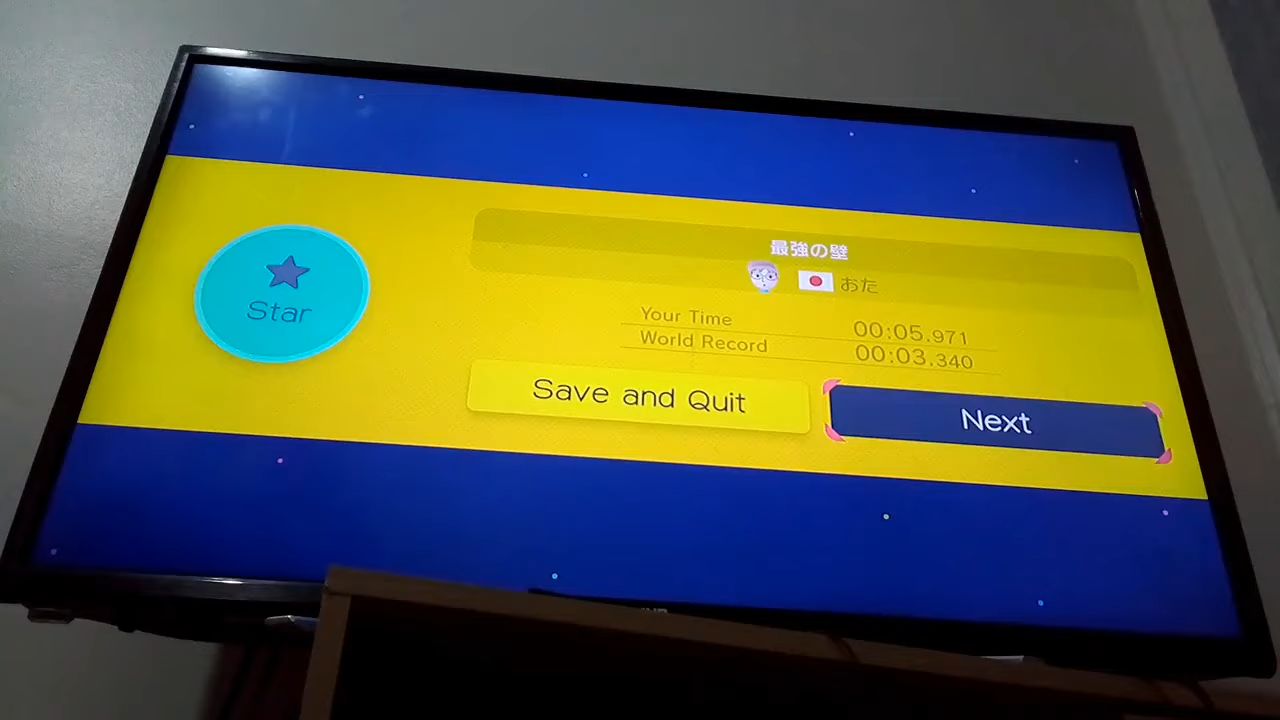 最強の壁
おた
Star
Your Time 00:05.971
World Record 00:03.340
Save and Quit
Next